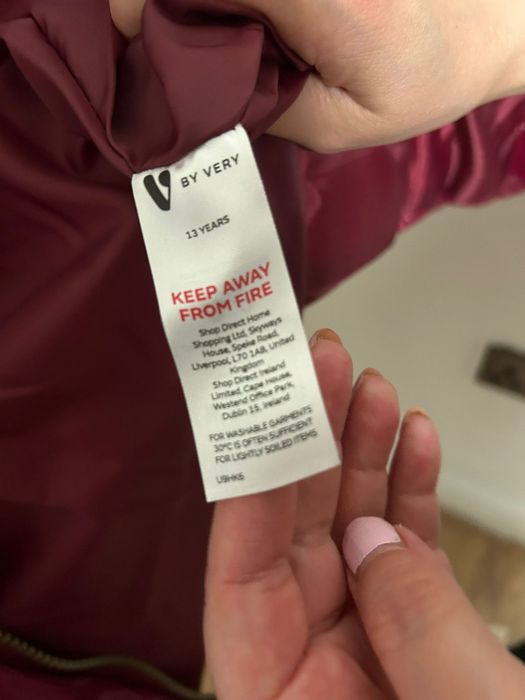 V BY VERY
13 YEARS
KEEP AWAY
FROM FIRE
Shop Direct Home
Shopping Ltd, Skyways
House, Speke Road,
Liverpool, L70 1AB, United
Kingdom
Shop Direct Ireland
Limited, Cape House,
Westend Office Park,
Dublin 15, Ireland
FOR WASHABLE GARMENTS
30°C IS OFTEN SUFFICIENT
FOR LIGHTLY SOILED ITEMS
U9HK6